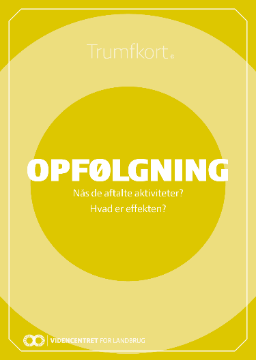 Trumfkort®
OPFØLGNING
Nås de aftalte aktiviteter?
Hvad er effekten?
VIDENCENTRET FOR LANDBRUG